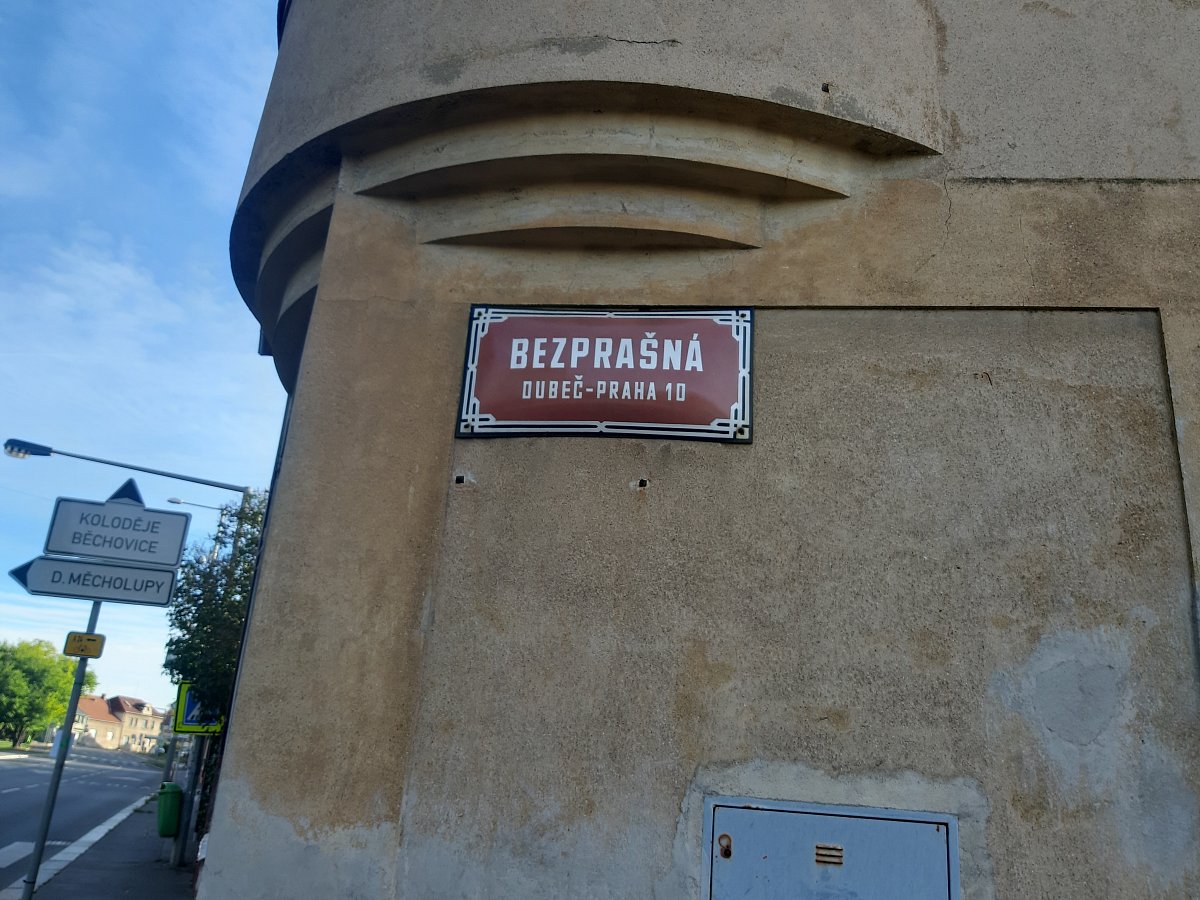 BEZPRAŠNÁ
DUBEČ-PRAHA 10
KOLODĚJE
BĚCHOVICE
D. MĚCHOLUPY